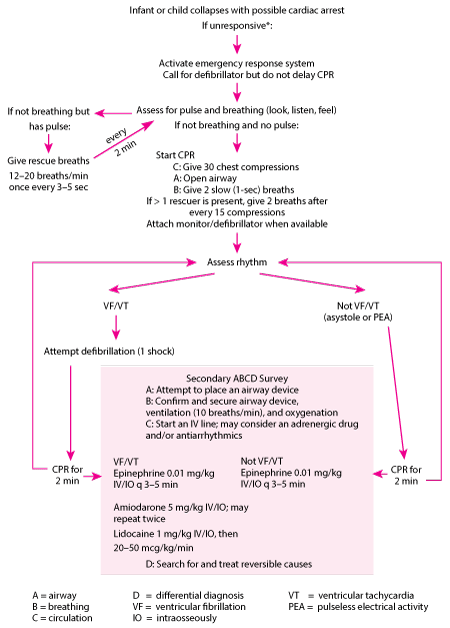 Infant or child collapses with possible cardiac arrest
If unresponsive*:
Activate emergency response system
Call for defibrillator but do not delay CPR
Assess for pulse and breathing (look, listen, feel)
If not breathing but
has pulse:
every
2 min
If not breathing and no pulse:
Give rescue breaths
12–20 breaths/min
once every 3–5 sec
Start CPR
C: Give 30 chest compressions
A: Open airway
B: Give 2 slow (1-sec) breaths
If > 1 rescuer is present, give 2 breaths after
every 15 compressions
Attach monitor/defibrillator when available
Assess rhythm
VF/VT
Not VF/VT
(asystole or PEA)
Attempt defibrillation (1 shock)
Secondary ABCD Survey
A: Attempt to place an airway device
B: Confirm and secure airway device,
ventilation (10 breaths/min), and oxygenation
C: Start an IV line; may consider an adrenergic drug
and/or antiarrhythmics
CPR for
2 min
VF/VT
Epinephrine 0.01 mg/kg
IV/IO q 3–5 min
Not VF/VT
Epinephrine 0.01 mg/kg
IV/IO q 3–5 min
CPR for
2 min
Amiodarone 5 mg/kg IV/IO; may
repeat twice
Lidocaine 1 mg/kg IV/IO, then
20–50 mcg/kg/min
D: Search for and treat reversible causes
A = airway
B = breathing
C = circulation
D = differential diagnosis
VF = ventricular fibrillation
IO = intraosseously
VT = ventricular tachycardia
PEA = pulseless electrical activity